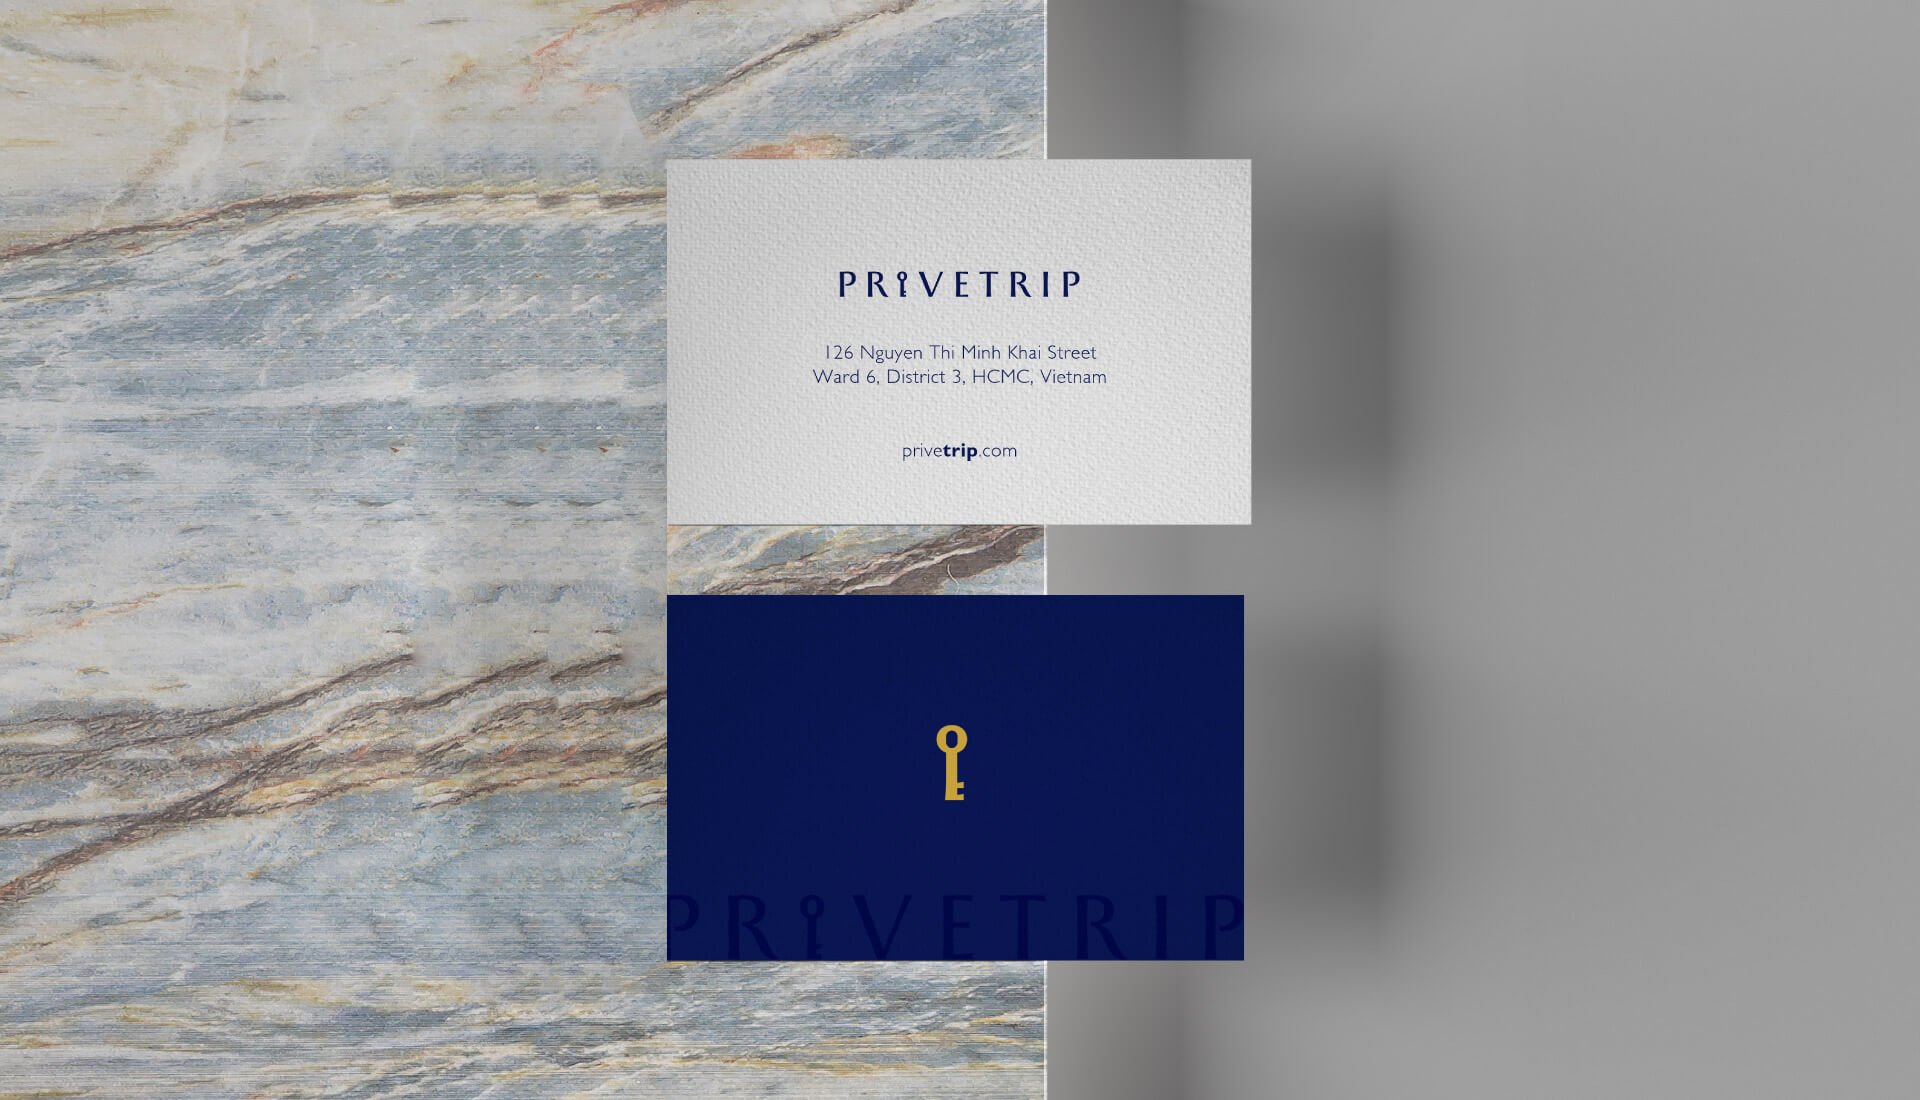 PRIVETRIP
126 Nguyen Thi Minh Khai Street
Ward 6, District 3, HCMC, Vietnam
privetrip.com
PRIVETRIP